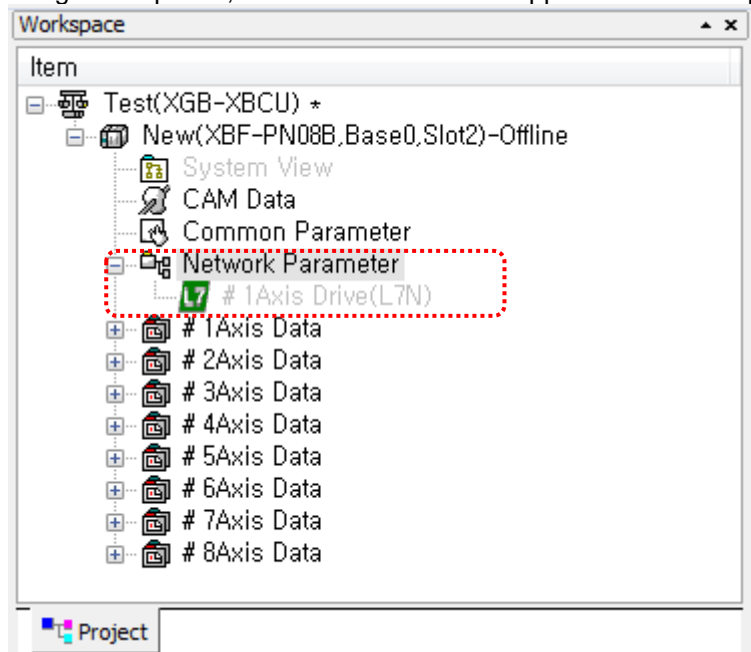 Workspace
Item
Test(XGB-XBCU) *
New(XBF-PN08B,Base0,Slot2)-Offline
System View
CAM Data
Common Parameter
Network Parameter
L7 # 1Axis Drive(L7N)
# 1Axis Data
# 2Axis Data
# 3Axis Data
# 4Axis Data
# 5Axis Data
# 6Axis Data
# 7Axis Data
# 8Axis Data
Project